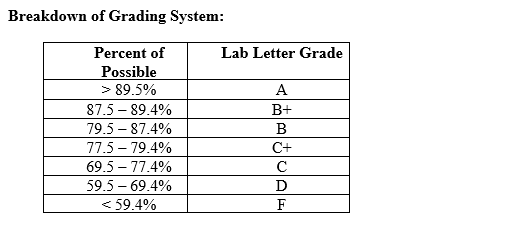 Breakdown of Grading System:
Percent of Possible Lab Letter Grade
> 89.5% A
87.5 – 89.4% B+
79.5 – 87.4% B
77.5 – 79.4% C+
69.5 – 77.4% C
59.5 – 69.4% D
< 59.4% F